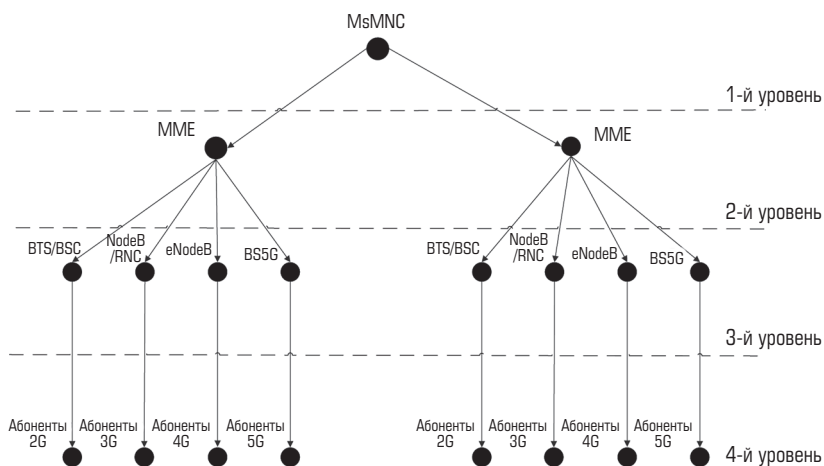 MsMNC
1-й уровень
MME
MME
2-й уровень
BTS/BSC
NodeB
/RNC
eNodeB
BS5G
BTS/BSC
NodeB
/RNC
eNodeB
BS5G
3-й уровень
Абоненты
2G
Абоненты
3G
Абоненты
4G
Абоненты
5G
Абоненты
2G
Абоненты
3G
Абоненты
4G
Абоненты
5G
4-й уровень